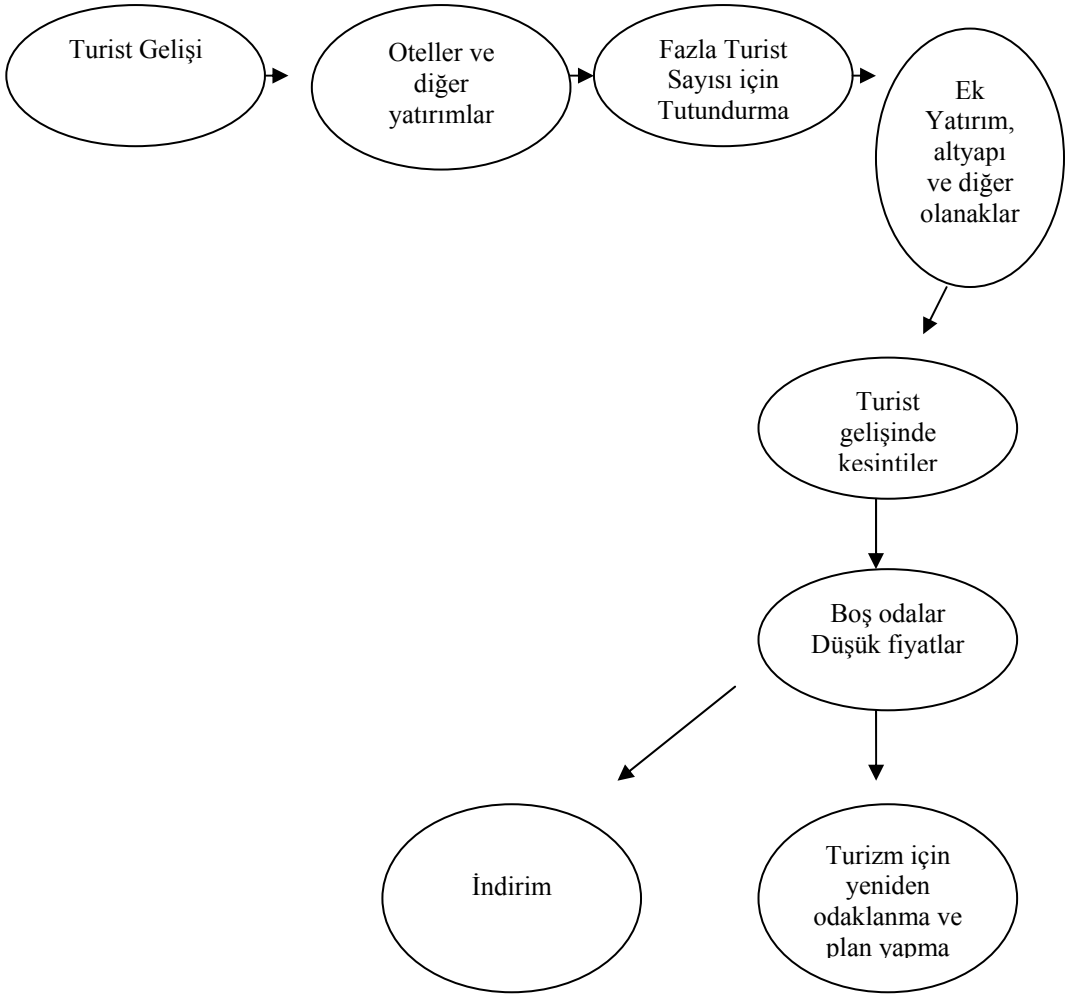 Turist Gelişi
Oteller ve
diğer
yatırımlar
Fazla Turist
Sayısı için
Tutundurma
Ek
Yatırım,
altyapı
ve diğer
olanaklar
Turist
gelişinde
kesintiler
Boş odalar
Düşük fiyatlar
İndirim
Turizm için
yeniden
odaklanma ve
plan yapma